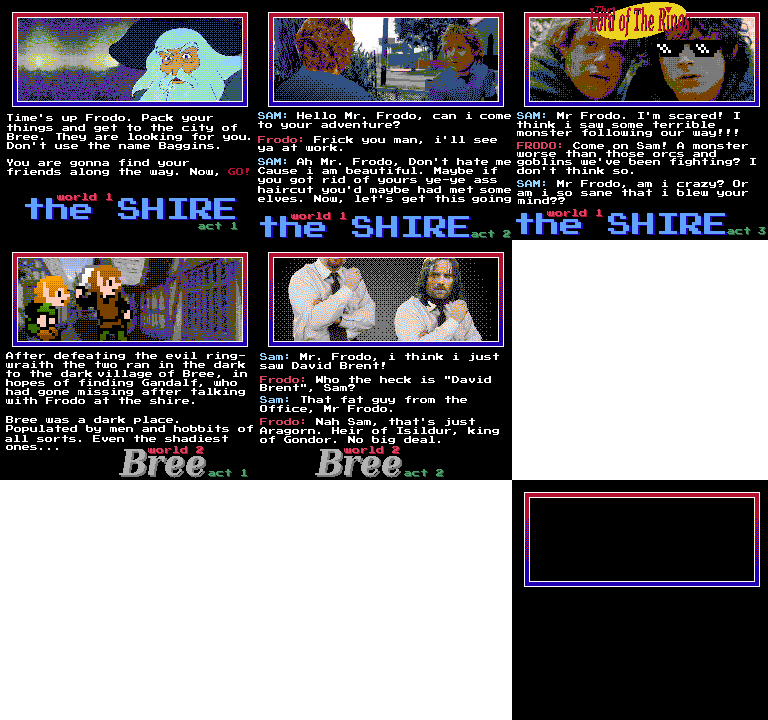 Time's up Frodo. Pack your
things and get to the city of
Bree. They are looking for you.
Don't use the name Baggins.
You are gonna find your
friends along the way. Now, GO!
world 1
the SHIRE
act 1
SAM: Hello Mr. Frodo, can i come
to your adventure?
Frodo: Frick you man, i'll see
ya at work.
SAM: Ah Mr. Frodo, Don't hate me
Cause i am beautiful. Maybe if
you got rid of yours ye-ye ass
haircut you'd maybe had met some
elves. Now, let's get this going
world 1
the SHIRE
act 2
Lord of The Rings
SAM: Mr Frodo. I'm scared! I
think i saw some terrible
monster following our way!!!
FRODO: Come on Sam! A monster
worse than those orcs and
goblins we've been fighting? I
don't think so.
SAM: Mr Frodo, am i crazy? Or
am i so sane that i blew your
mind??
world 1
the SHIRE
act 3
After defeating the evil ring-
wraith the two ran in the dark
to the dark village of Bree, in
hopes of finding Gandalf, who
had gone missing after talking
with Frodo at the shire.
Bree was a dark place.
Populated by men and hobbits of
all sorts. Even the shadiest
ones...
world 2
Bree
act 1
Sam: Mr. Frodo, i think i just
saw David Brent!
Frodo: Who the heck is "David
Brent", Sam?
Sam: That fat guy from the
Office, Mr Frodo.
Frodo: Nah Sam, that's just
Aragorn. Heir of Isildur, king
of Gondor. No big deal.
world 2
Bree
act 2